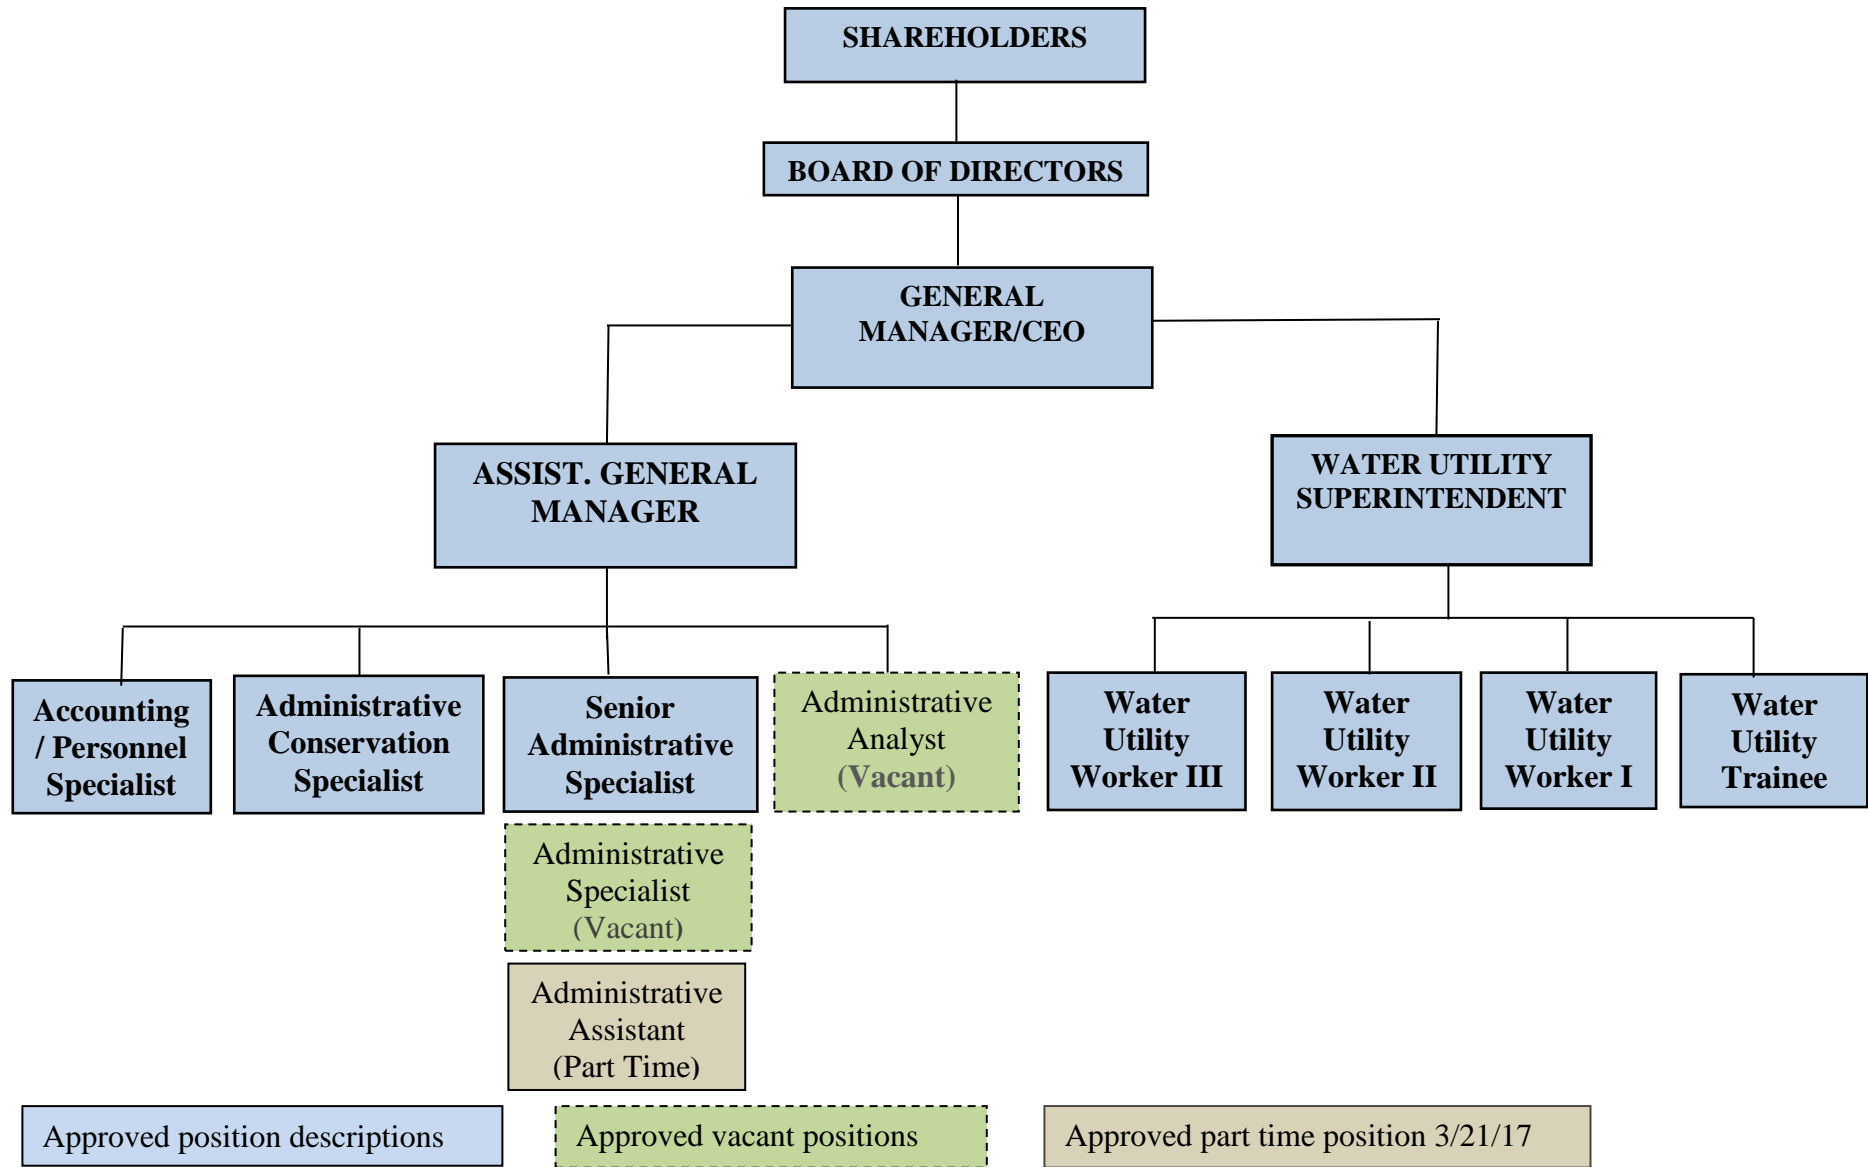 SHAREHOLDERS
BOARD OF DIRECTORS
GENERAL
MANAGER/CEO
ASSIST. GENERAL
MANAGER
WATER UTILITY
SUPERINTENDENT
Accounting
/ Personnel
Specialist
Administrative
Conservation
Specialist
Senior
Administrative
Specialist
Administrative
Analyst
(Vacant)
Water
Utility
Worker III
Water
Utility
Worker II
Water
Utility
Worker I
Water
Utility
Trainee
Administrative
Specialist
(Vacant)
Administrative
Assistant
(Part Time)
Approved position descriptions
Approved vacant positions
Approved part time position 3/21/17